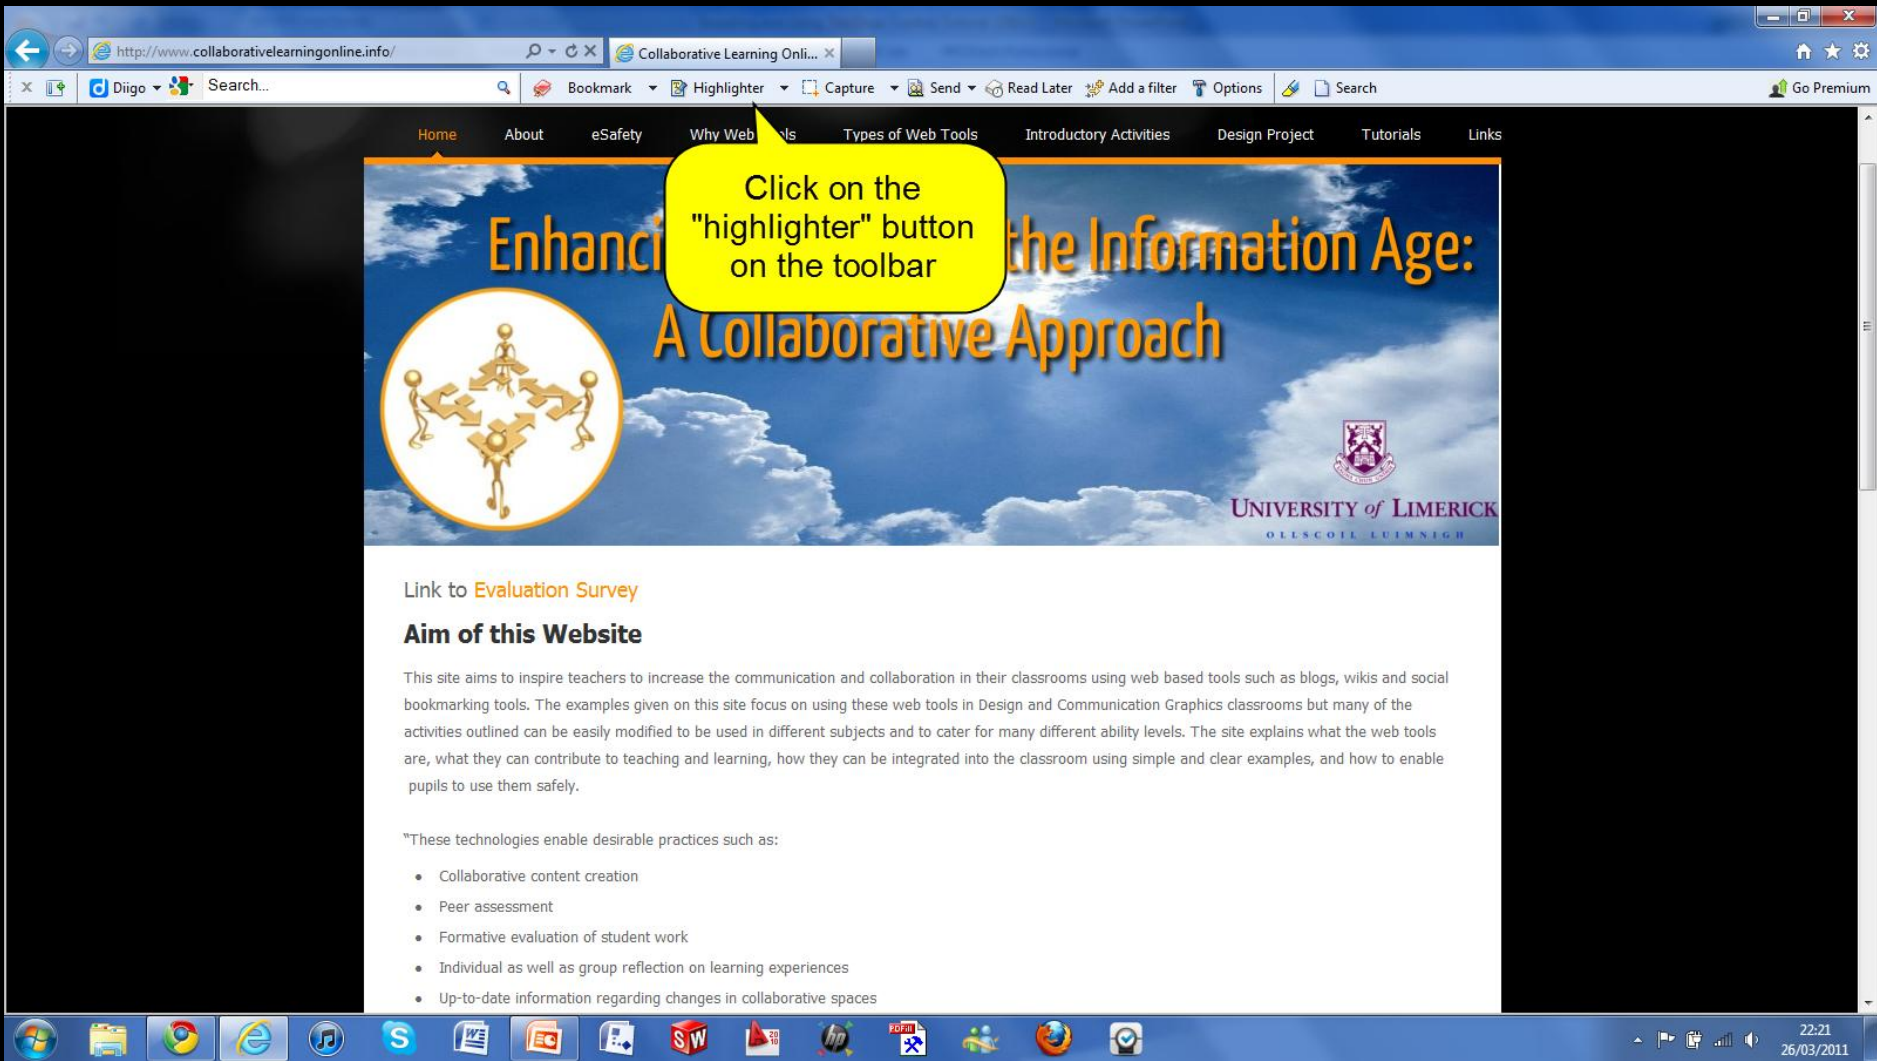 http://www.collaborativelearningonline.info/
Collaborative Learning Onli...
Diigo Search... Bookmark Highlighter Capture Send Read Later Add a filter Options Search Go Premium
Home About eSafety Why Web Types of Web Tools Introductory Activities Design Project Tutorials Links
Click on the
"highlighter" button
on the toolbar
the Information Age:
A Collaborative Approach
UNIVERSITY of LIMERICK
OLLSCOIL LUIMNIGH
Link to Evaluation Survey
Aim of this Website
This site aims to inspire teachers to increase the communication and collaboration in their classrooms using web based tools such as blogs, wikis and social
bookmarking tools. The examples given on this site focus on using these web tools in Design and Communication Graphics classrooms but many of the
activities outlined can be easily modified to be used in different subjects and to cater for many different ability levels. The site explains what the web tools
are, what they can contribute to teaching and learning, how they can be integrated into the classroom using simple and clear examples, and how to enable
pupils to use them safely.
"These technologies enable desirable practices such as:
Collaborative content creation
Peer assessment
Formative evaluation of student work
Individual as well as group reflection on learning experiences
Up-to-date information regarding changes in collaborative spaces
SW hp PDFill
22:21
26/03/2011